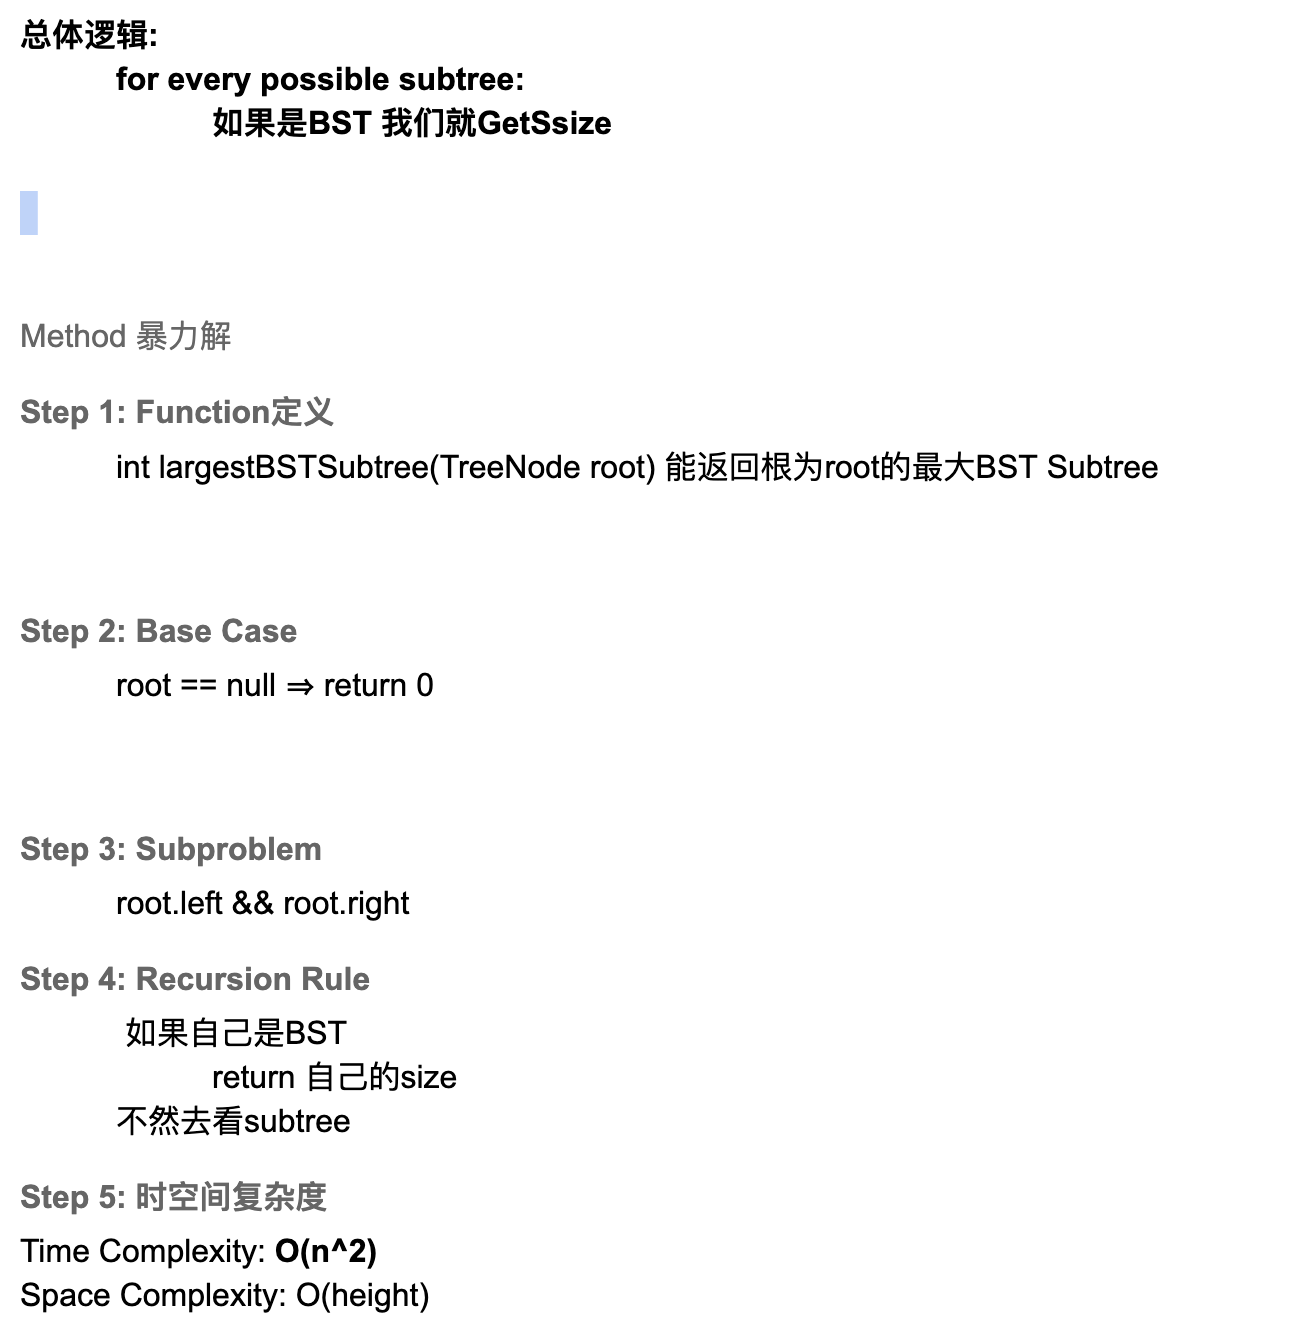 总体逻辑:
for every possible subtree:
如果是BST 我们就GetSsize
Method 暴力解
Step 1: Function定义
int largestBSTSubtree(TreeNode root) 能返回根为root的最大BST Subtree
Step 2: Base Case
root == null ⇒ return 0
Step 3: Subproblem
root.left && root.right
Step 4: Recursion Rule
如果自己是BST
return 自己的size
不然去看subtree
Step 5: 时空间复杂度
Time Complexity: O(n^2)
Space Complexity: O(height)